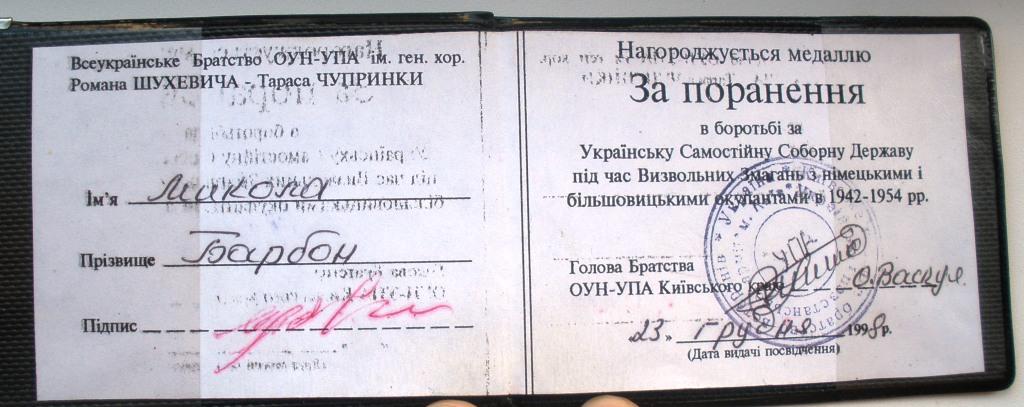 Всеукраїнське Братство ОУН-УПА ім. ген. хор.
Романа ШУХЕВИЧА - Тараса ЧУПРИНКИ
Ім'я Микола
Прізвище Барбон
Підпис
Нагороджується медаллю
За поранення
в боротьбі за
Українську Самостійну Соборну Державу
під час Визвольних Змагань з німецькими і
більшовицькими окупантами в 1942-1954 рр.
Голова Братства
ОУН-УПА Київського краю
23 » грудня 1998р.
(Дата видачі посвідчення)
УПА